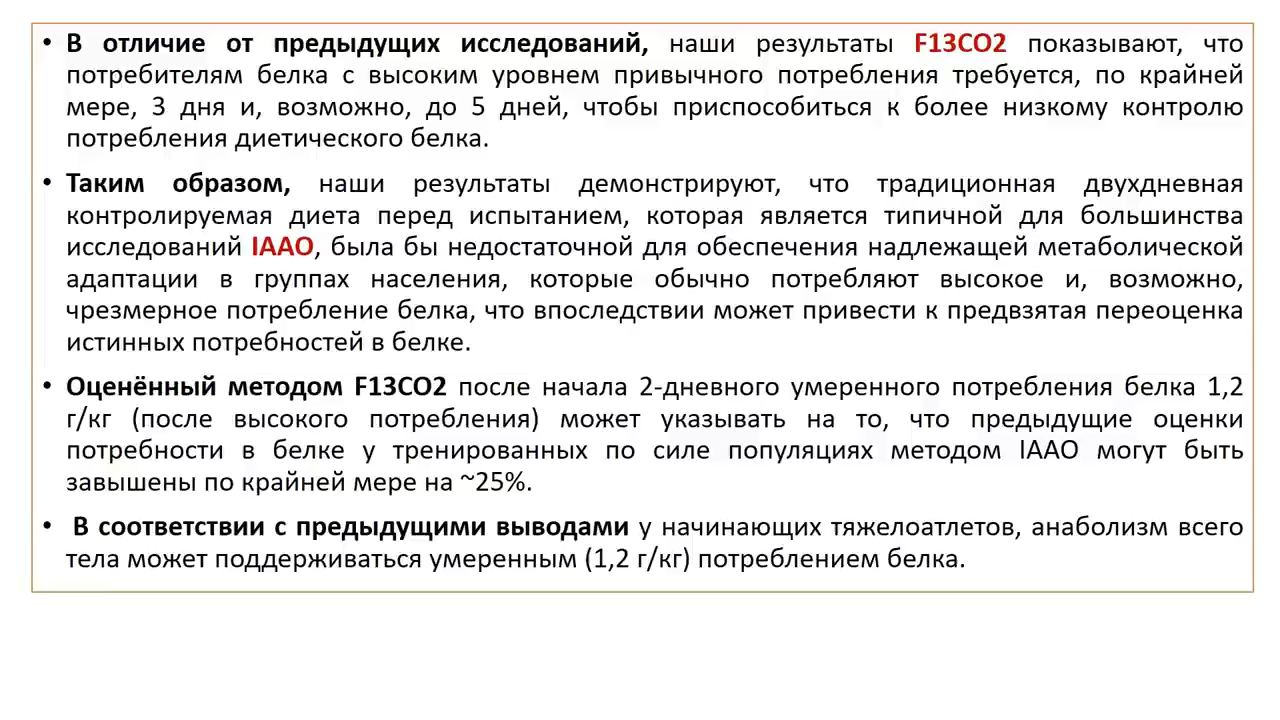 • В отличие от предыдущих исследований, наши результаты F13CO2 показывают, что
потребителям белка с высоким уровнем привычного потребления требуется, по крайней
мере, 3 дня и, возможно, до 5 дней, чтобы приспособиться к более низкому контролю
потребления диетического белка.
• Таким образом, наши результаты демонстрируют, что традиционная двухдневная
контролируемая диета перед испытанием, которая является типичной для большинства
исследований IAAO, была бы недостаточной для обеспечения надлежащей метаболической
адаптации в группах населения, которые обычно потребляют высокое и, возможно,
чрезмерное потребление белка, что впоследствии может привести к предвзятая переоценка
истинных потребностей в белке.
• Оценённый методом F13CO2 после начала 2-дневного умеренного потребления белка 1,2
г/кг (после высокого потребления) может указывать на то, что предыдущие оценки
потребности в белке у тренированных по силе популяциях методом IAAO могут быть
завышены по крайней мере на ~25%.
• В соответствии с предыдущими выводами у начинающих тяжелоатлетов, анаболизм всего
тела может поддерживаться умеренным (1,2 г/кг) потреблением белка.